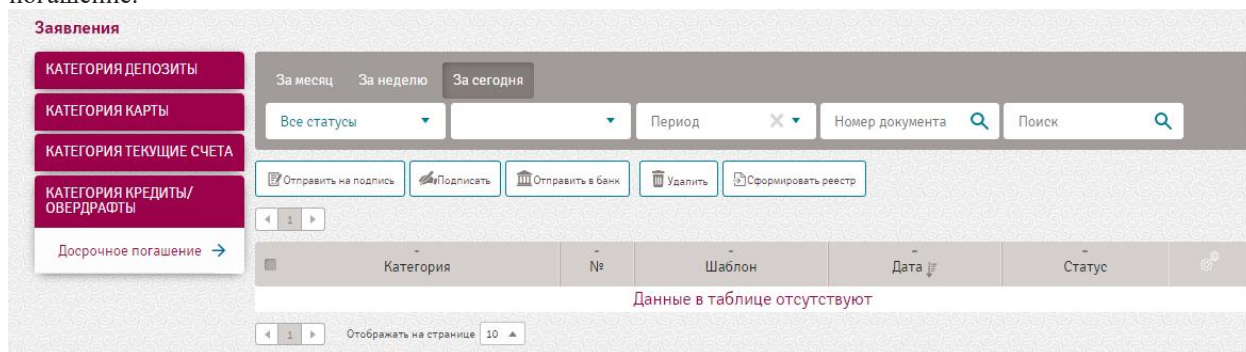 погашение.
Заявления
КАТЕГОРИЯ ДЕПОЗИТЫ
КАТЕГОРИЯ КАРТЫ
КАТЕГОРИЯ ТЕКУЩИЕ СЧЕТА
КАТЕГОРИЯ КРЕДИТЫ/
ОВЕРДРАФТЫ
Досрочное погашение
За месяц За неделю За сегодня
Все статусы Период Номер документа Поиск
Отправить на подпись Подписать Отправить в банк Удалить Сформировать реестр
1
Категория № Шаблон Дата Статус
Данные в таблице отсутствуют
1 Отображать на странице 10